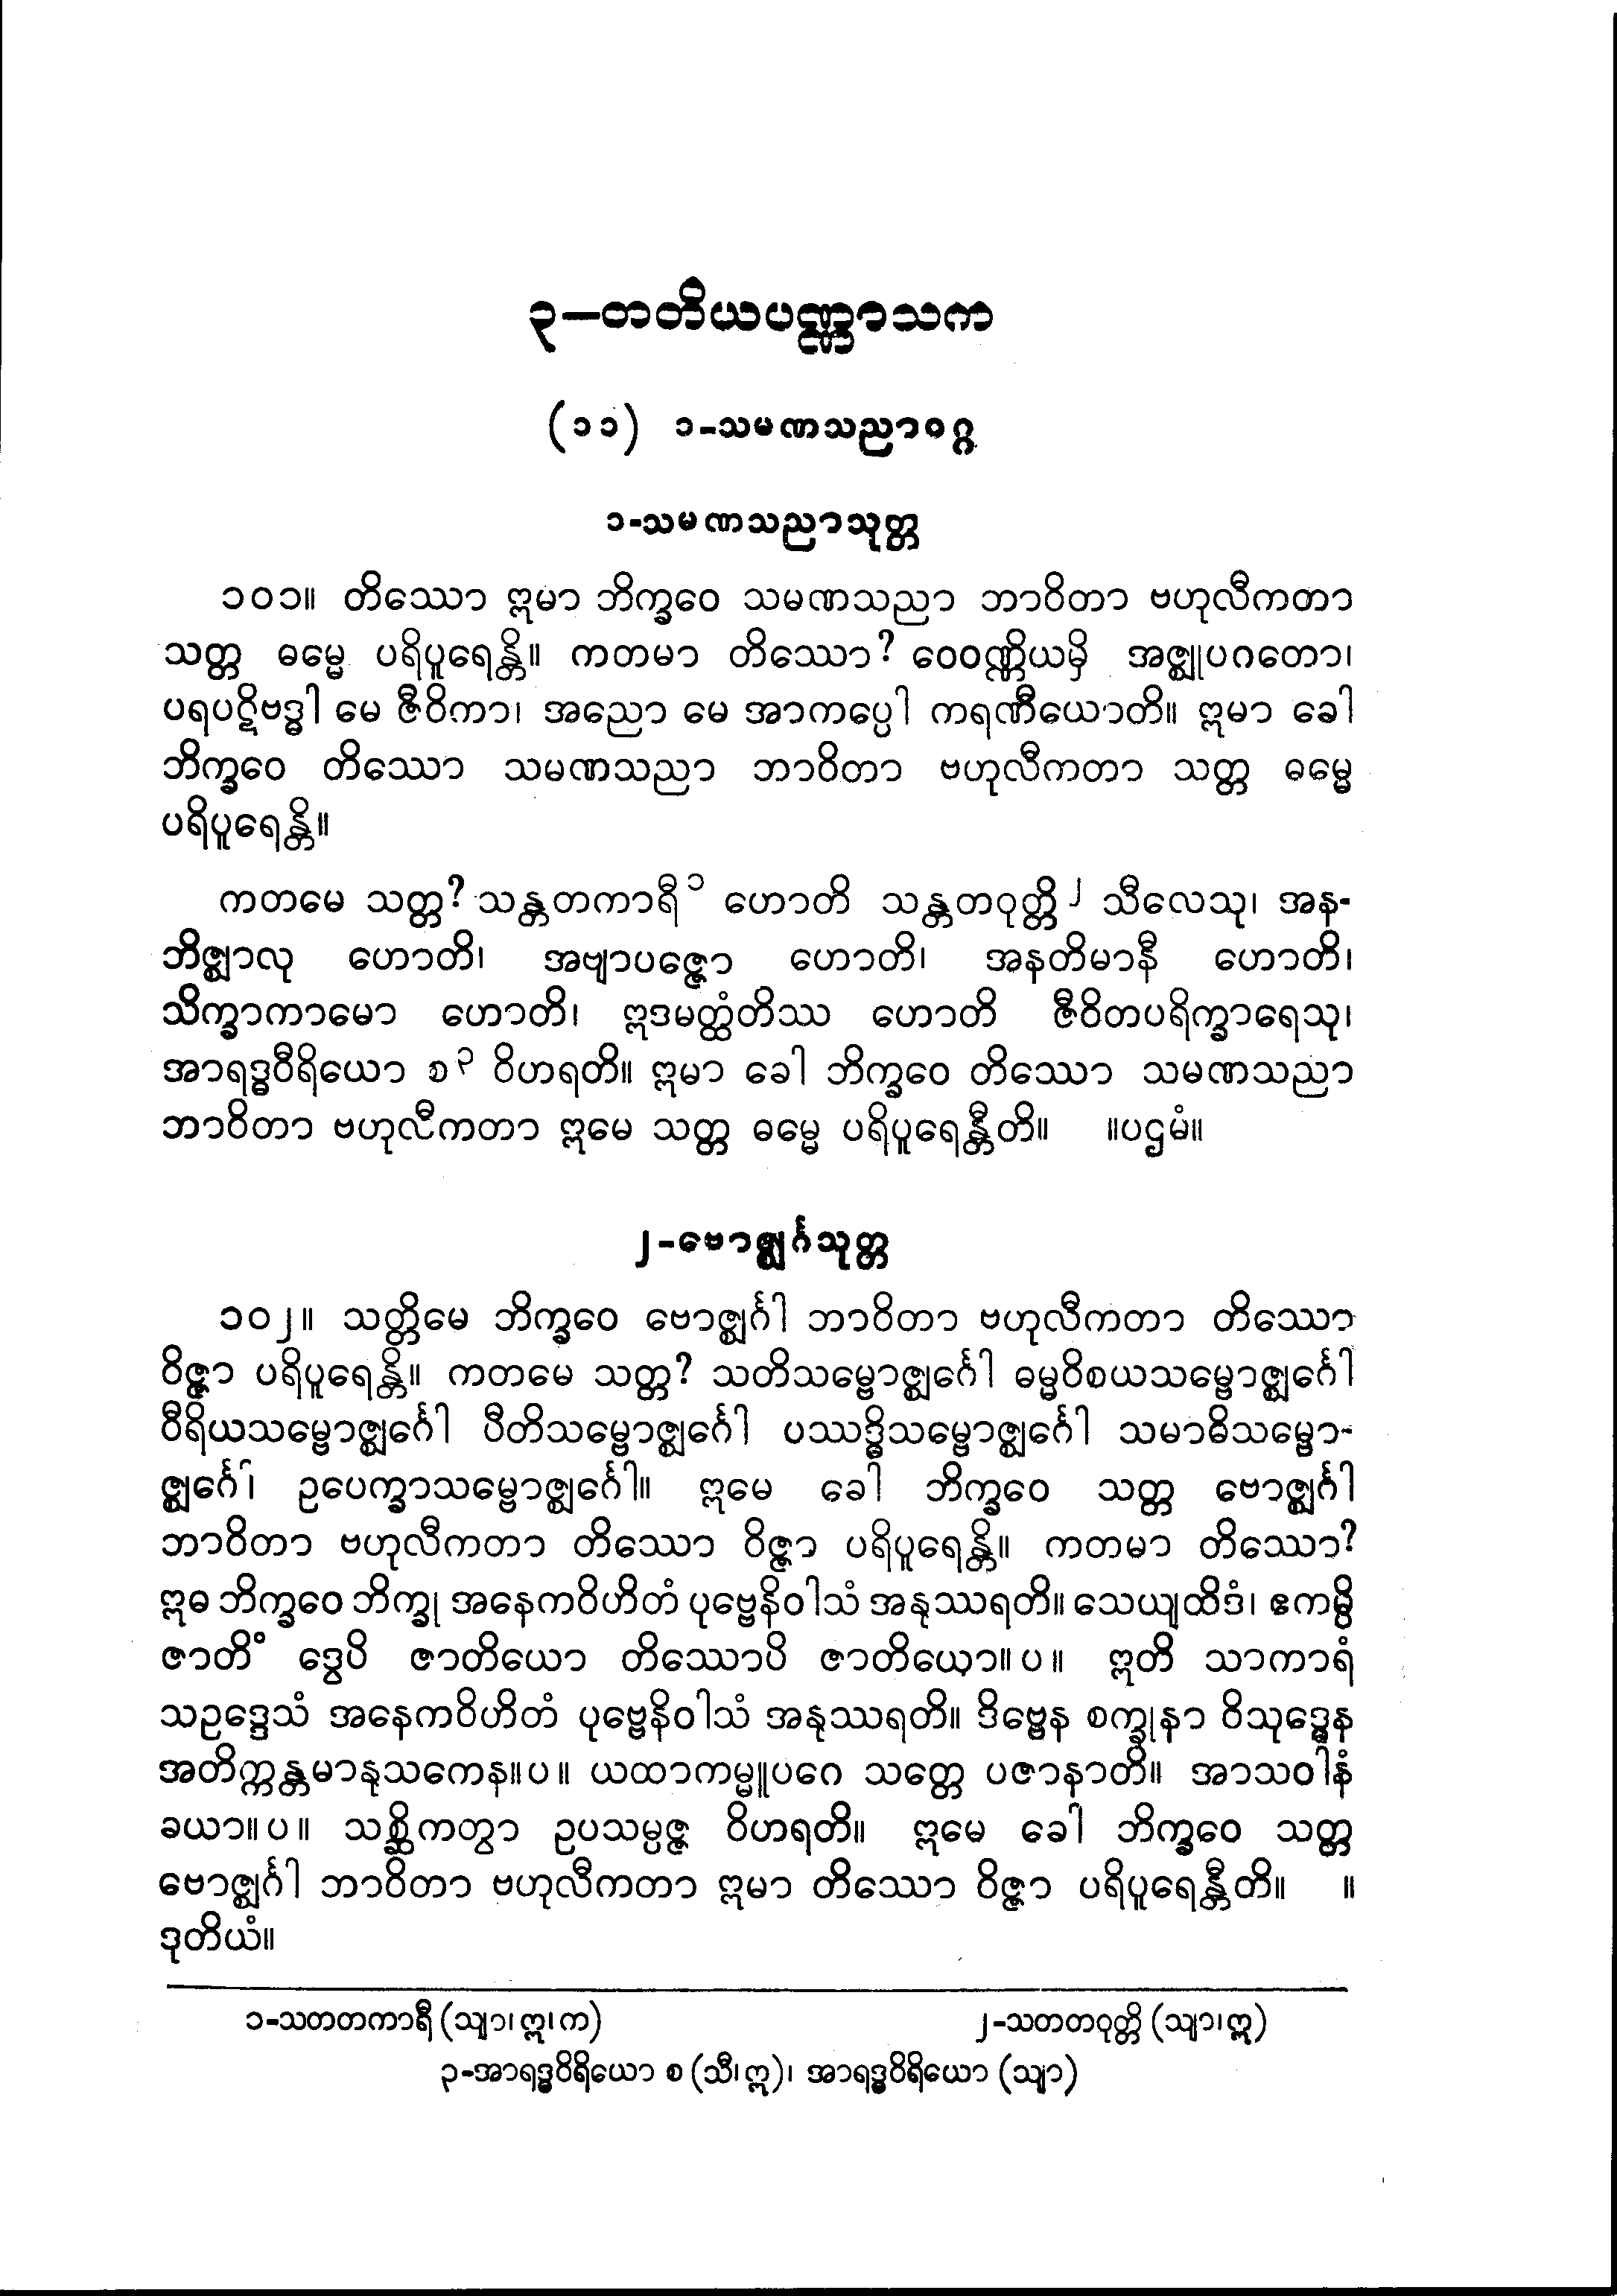 ၃–တတိယပဏ္ဏာသက
(၁၁) ၁-သမဏသညာဝဂ္ဂ
၁-သမဏသညာသုတ္တ
၁၀၁။ တိဿော ဣမာ ဘိက္ခဝေ သမဏသညာ ဘာဝိတာ ဗဟုလီကတာ
သတ္တ ဓမ္မေ ပရိပူရေန္တိ။ ကတမာ တိဿော? ဝေဝဏ္ဏိယမှိ အဇ္ဈုပဂတော၊
ပရပဋိဗဒ္ဓါ မေ ဇီဝိကာ၊ အညော မေ အာကပ္ပေါ ကရဏီယောတိ။ ဣမာ ခေါ
ဘိက္ခဝေ တိဿော သမဏသညာ ဘာဝိတာ ဗဟုလီကတာ သတ္တ ဓမ္မေ
ပရိပူရေန္တိ။
ကတမေ သတ္တ? သန္တတကာရီ ၁ ဟောတိ သန္တတဝုတ္တိ ၂ သီလေသု၊ အန-
ဘိဇ္ဈာလု ဟောတိ၊ အဗျာပဇ္ဇော ဟောတိ၊ အနတိမာနီ ဟောတိ၊
သိက္ခာကာမော ဟောတိ၊ ဣဒမတ္ထံတိဿ ဟောတိ ဇီဝိတပရိက္ခာရေသု၊
အာရဒ္ဓဝီရိယော စ ၃ ဝိဟရတိ။ ဣမာ ခေါ ဘိက္ခဝေ တိဿော သမဏသညာ
ဘာဝိတာ ဗဟုလီကတာ ဣမေ သတ္တ ဓမ္မေ ပရိပူရေန္တီတိ။ ။ပဌမံ။
၂-ဗောဇ္ဈင်္ဂသုတ္တ
၁၀၂။ သတ္တိမေ ဘိက္ခဝေ ဗောဇ္ဈင်္ဂါ ဘာဝိတာ ဗဟုလီကတာ တိဿော
ဝိဇ္ဇာ ပရိပူရေန္တိ။ ကတမေ သတ္တ? သတိသမ္ဗောဇ္ဈင်္ဂေါ ဓမ္မဝိစယသမ္ဗောဇ္ဈင်္ဂေါ
ဝီရိယသမ္ဗောဇ္ဈင်္ဂေါ ပီတိသမ္ဗောဇ္ဈင်္ဂေါ ပဿဒ္ဓိသမ္ဗောဇ္ဈင်္ဂေါ သမာဓိသမ္ဗော-
ဇ္ဈင်္ဂေါ၊ ဥပေက္ခာသမ္ဗောဇ္ဈင်္ဂေါ။ ဣမေ ခေါ ဘိက္ခဝေ သတ္တ ဗောဇ္ဈင်္ဂါ
ဘာဝိတာ ဗဟုလီကတာ တိဿော ဝိဇ္ဇာ ပရိပူရေန္တိ။ ကတမာ တိဿော?
ဣဓ ဘိက္ခဝေ ဘိက္ခု အနေကဝိဟိတံ ပုဗ္ဗေနိဝါသံ အနုဿရတိ။ သေယျထိဒံ၊ ဧကမ္ပိ
ဇာတိံ ဒွေပိ ဇာတိယော တိဿောပိ ဇာတိယော။ပ။ ဣတိ သာကာရံ
သဥဒ္ဒေသံ အနေကဝိဟိတံ ပုဗ္ဗေနိဝါသံ အနုဿရတိ။ ဒိဗ္ဗေန စက္ခုနာ ဝိသုဒ္ဓေန
အတိက္ကန္တမာနုသကေန။ပ။ ယထာကမ္မူပဂေ သတ္တေ ပဇာနာတိ။ အာသဝါနံ
ခယာ။ပ။ သစ္ဆိကတွာ ဥပသမ္ပဇ္ဇ ဝိဟရတိ။ ဣမေ ခေါ ဘိက္ခဝေ သတ္တ
ဗောဇ္ဈင်္ဂါ ဘာဝိတာ ဗဟုလီကတာ ဣမာ တိဿော ဝိဇ္ဇာ ပရိပူရေန္တီတိ။ ။
ဒုတိယံ။
၁-သတတကာရီ (သျာ၊ဣ၊က) ၂-သတတဝုတ္တိ (သျာ၊ဣ)
၃-အာရဒ္ဓဝိရိယော စ (သီ၊ဣ)၊ အာရဒ္ဓဝိရိယော (သျာ)